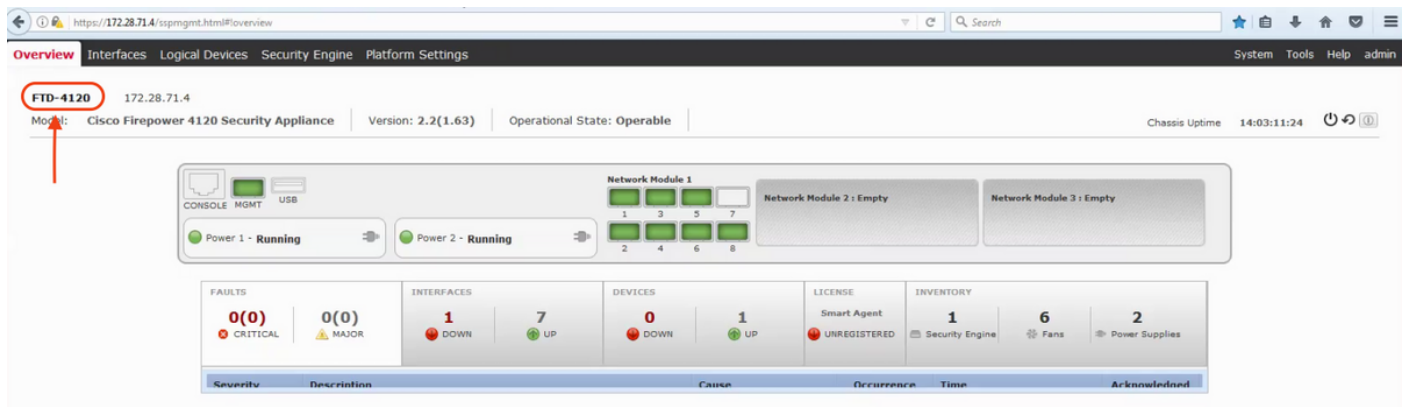 https://172.28.71.4/sspmgmt.html#!overview
Search
Overview Interfaces Logical Devices Security Engine Platform Settings
System Tools Help admin
FTD-4120 172.28.71.4
Model: Cisco Firepower 4120 Security Appliance Version: 2.2(1.63) Operational State: Operable
Chassis Uptime 14:03:11:24
Network Module 1
CONSOLE MGMT USB
Network Module 2 : Empty
Network Module 3 : Empty
1 3 5 7
Power 1 - Running
Power 2 - Running
2 4 6 8
FAULTS INTERFACES DEVICES LICENSE INVENTORY
0(0) 0(0) 1 7 0 1 Smart Agent 1 6 2
CRITICAL MAJOR DOWN UP DOWN UP UNREGISTERED Security Engine Fans Power Supplies
Severity Description Cause Occurrence Time Acknowledged